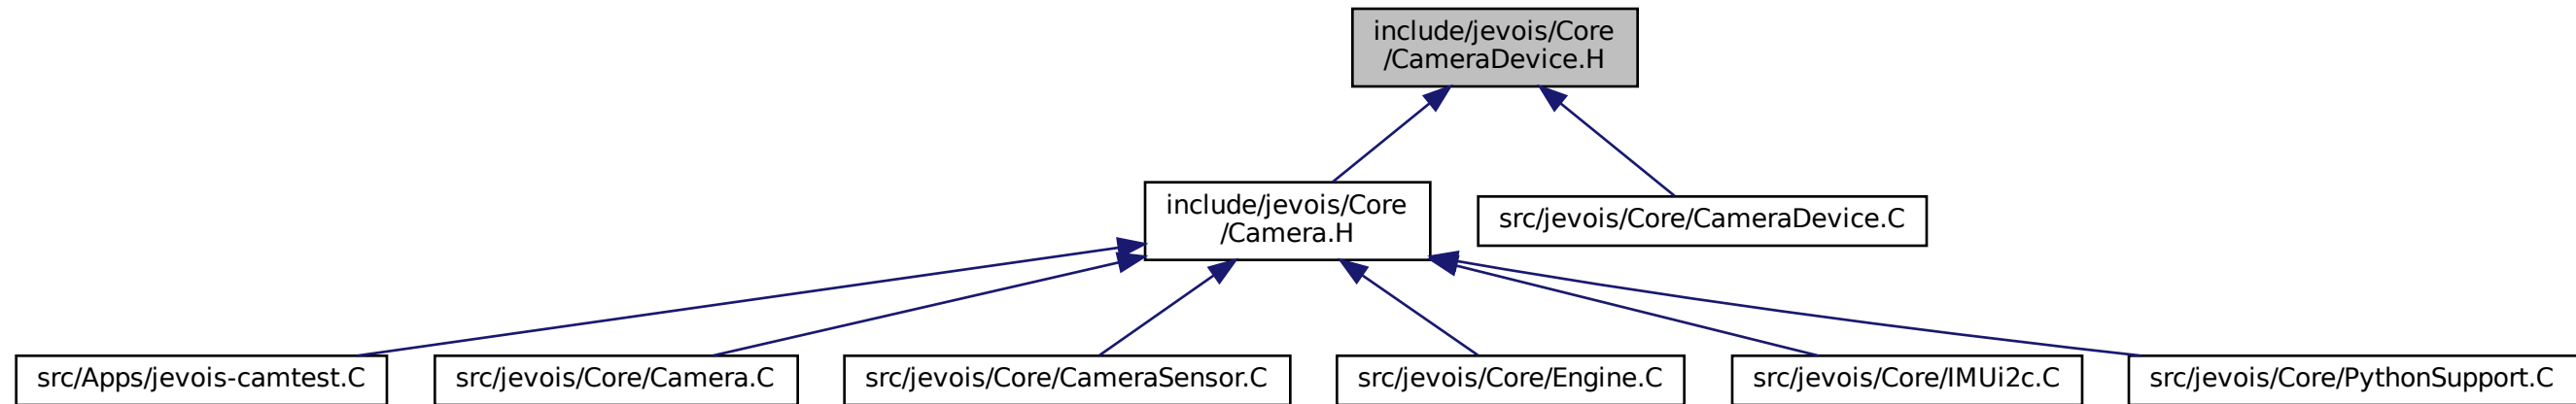 include/jevois/Core
/CameraDevice.H
include/jevois/Core
/Camera.H
src/jevois/Core/CameraDevice.C
src/Apps/jevois-camtest.C
src/jevois/Core/Camera.C
src/jevois/Core/CameraSensor.C
src/jevois/Core/Engine.C
src/jevois/Core/IMUi2c.C
src/jevois/Core/PythonSupport.C